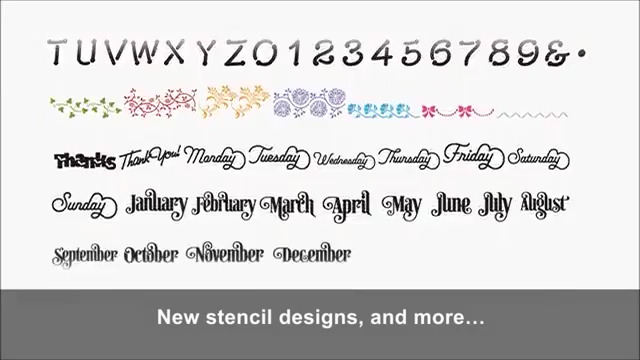 TUVWXYZ0123456789&•
Thanks Thank You! Monday Tuesday Wednesday Thursday Friday Saturday
Sunday January February March April May June July August
September October November December
New stencil designs, and more...